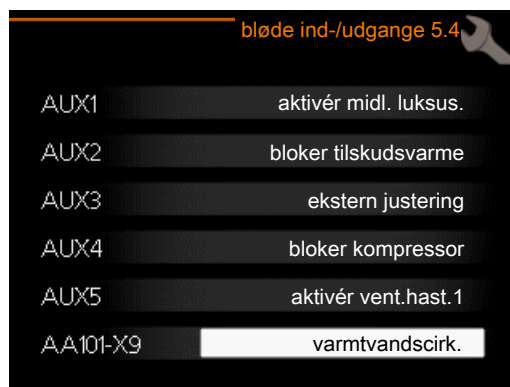 bløde ind-/udgange 5.4
AUX1 aktivér midl. luksus.
AUX2 bloker tilskudsvarme
AUX3 ekstern justering
AUX4 bloker kompressor
AUX5 aktivér vent.hast.1
AA101-X9 varmtvandscirk.